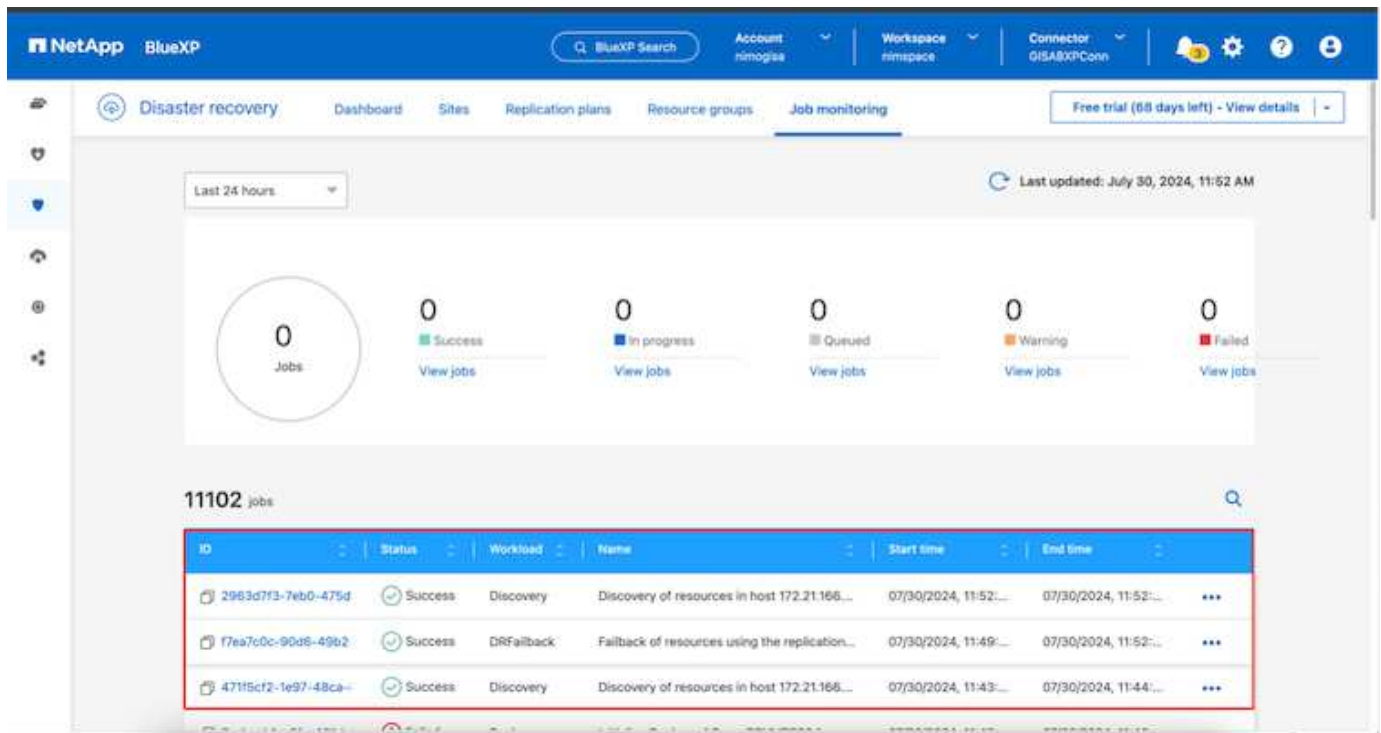 NetApp BlueXP BlueXP Search Account nimogisa Workspace nimspace Connector GISABXPConn 3
Disaster recovery Dashboard Sites Replication plans Resource groups Job monitoring Free trial (68 days left) - View details
Last 24 hours Last updated: July 30, 2024, 11:52 AM
0 Jobs
0 Success View jobs
0 In progress View jobs
0 Queued View jobs
0 Warning View jobs
0 Failed View jobs
11102 jobs
ID Status Workload Name Start time End time
2963d7f3-7eb0-475d Success Discovery Discovery of resources in host 172.21.166.... 07/30/2024, 11:52:... 07/30/2024, 11:52:...
f7ea7c0c-90d6-49b2 Success DRFailback Failback of resources using the replication... 07/30/2024, 11:49:... 07/30/2024, 11:52:...
471f5cf2-1e97-48ca- Success Discovery Discovery of resources in host 172.21.166.... 07/30/2024, 11:43:... 07/30/2024, 11:44:...